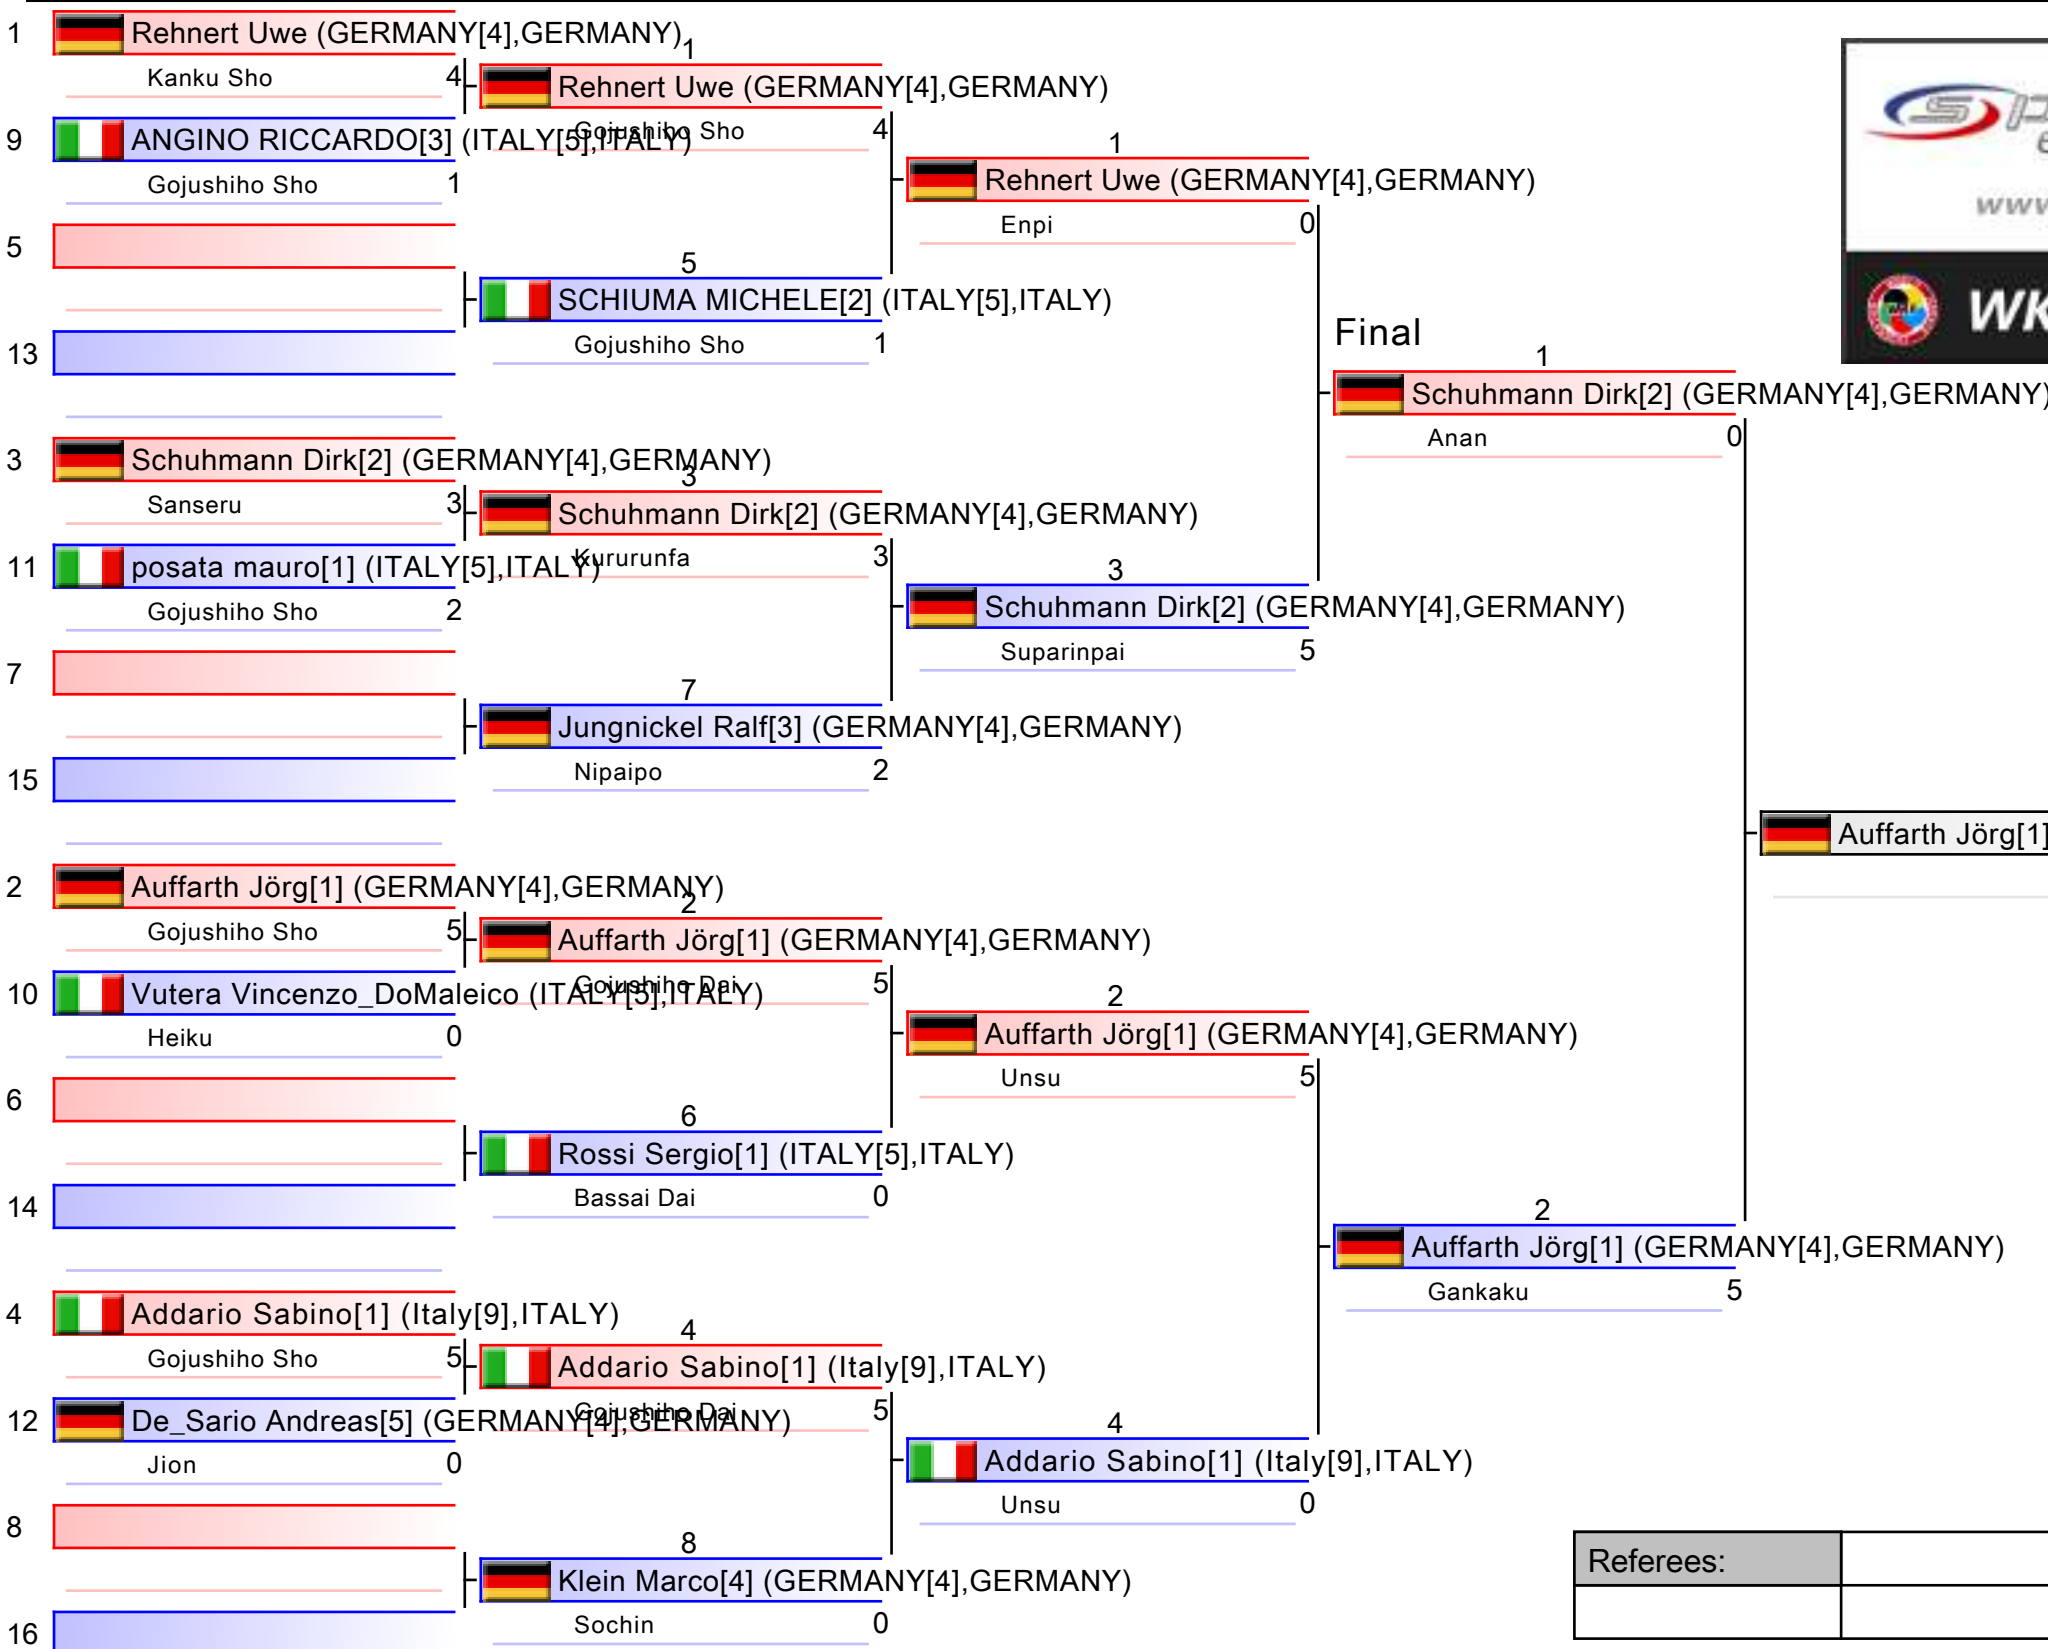 1 Rehnert Uwe (GERMANY[4],GERMANY)
Kanku Sho 4
9 ANGINO RICCARDO[3] (ITALY[5],ITALY)
Gojushiho Sho 1
5
13
3 Schuhmann Dirk[2] (GERMANY[4],GERMANY)
Sanseru 3
11 posata mauro[1] (ITALY[5],ITALY)
Gojushiho Sho 2
7
15
2 Auffarth Jörg[1] (GERMANY[4],GERMANY)
Gojushiho Sho 5
10 Vutera Vincenzo_DoMaleico (ITALY[5],ITALY)
Heiku 0
6
14
4 Addario Sabino[1] (Italy[9],ITALY)
Gojushiho Sho 5
12 De_Sario Andreas[5] (GERMANY[4],GERMANY)
Jion 0
8
16
1
Rehnert Uwe (GERMANY[4],GERMANY)
Gojushiho Sho 4
5
SCHIUMA MICHELE[2] (ITALY[5],ITALY)
Gojushiho Sho 1
3
Schuhmann Dirk[2] (GERMANY[4],GERMANY)
Kururunfa 3
7
Jungnickel Ralf[3] (GERMANY[4],GERMANY)
Nipaipo 2
2
Auffarth Jörg[1] (GERMANY[4],GERMANY)
Gojushiho Dai 5
6
Rossi Sergio[1] (ITALY[5],ITALY)
Bassai Dai 0
4
Addario Sabino[1] (Italy[9],ITALY)
Gojushiho Dai 5
8
Klein Marco[4] (GERMANY[4],GERMANY)
Sochin 0
1
Rehnert Uwe (GERMANY[4],GERMANY)
Enpi 0
3
Schuhmann Dirk[2] (GERMANY[4],GERMANY)
Suparinpai 5
2
Auffarth Jörg[1] (GERMANY[4],GERMANY)
Unsu 5
4
Addario Sabino[1] (Italy[9],ITALY)
Unsu 0
Final
1
Schuhmann Dirk[2] (GERMANY[4],GERMANY)
Anan 0
2
Auffarth Jörg[1] (GERMANY[4],GERMANY)
Gankaku 5
Auffarth Jörg[1]
www
WK
Referees: